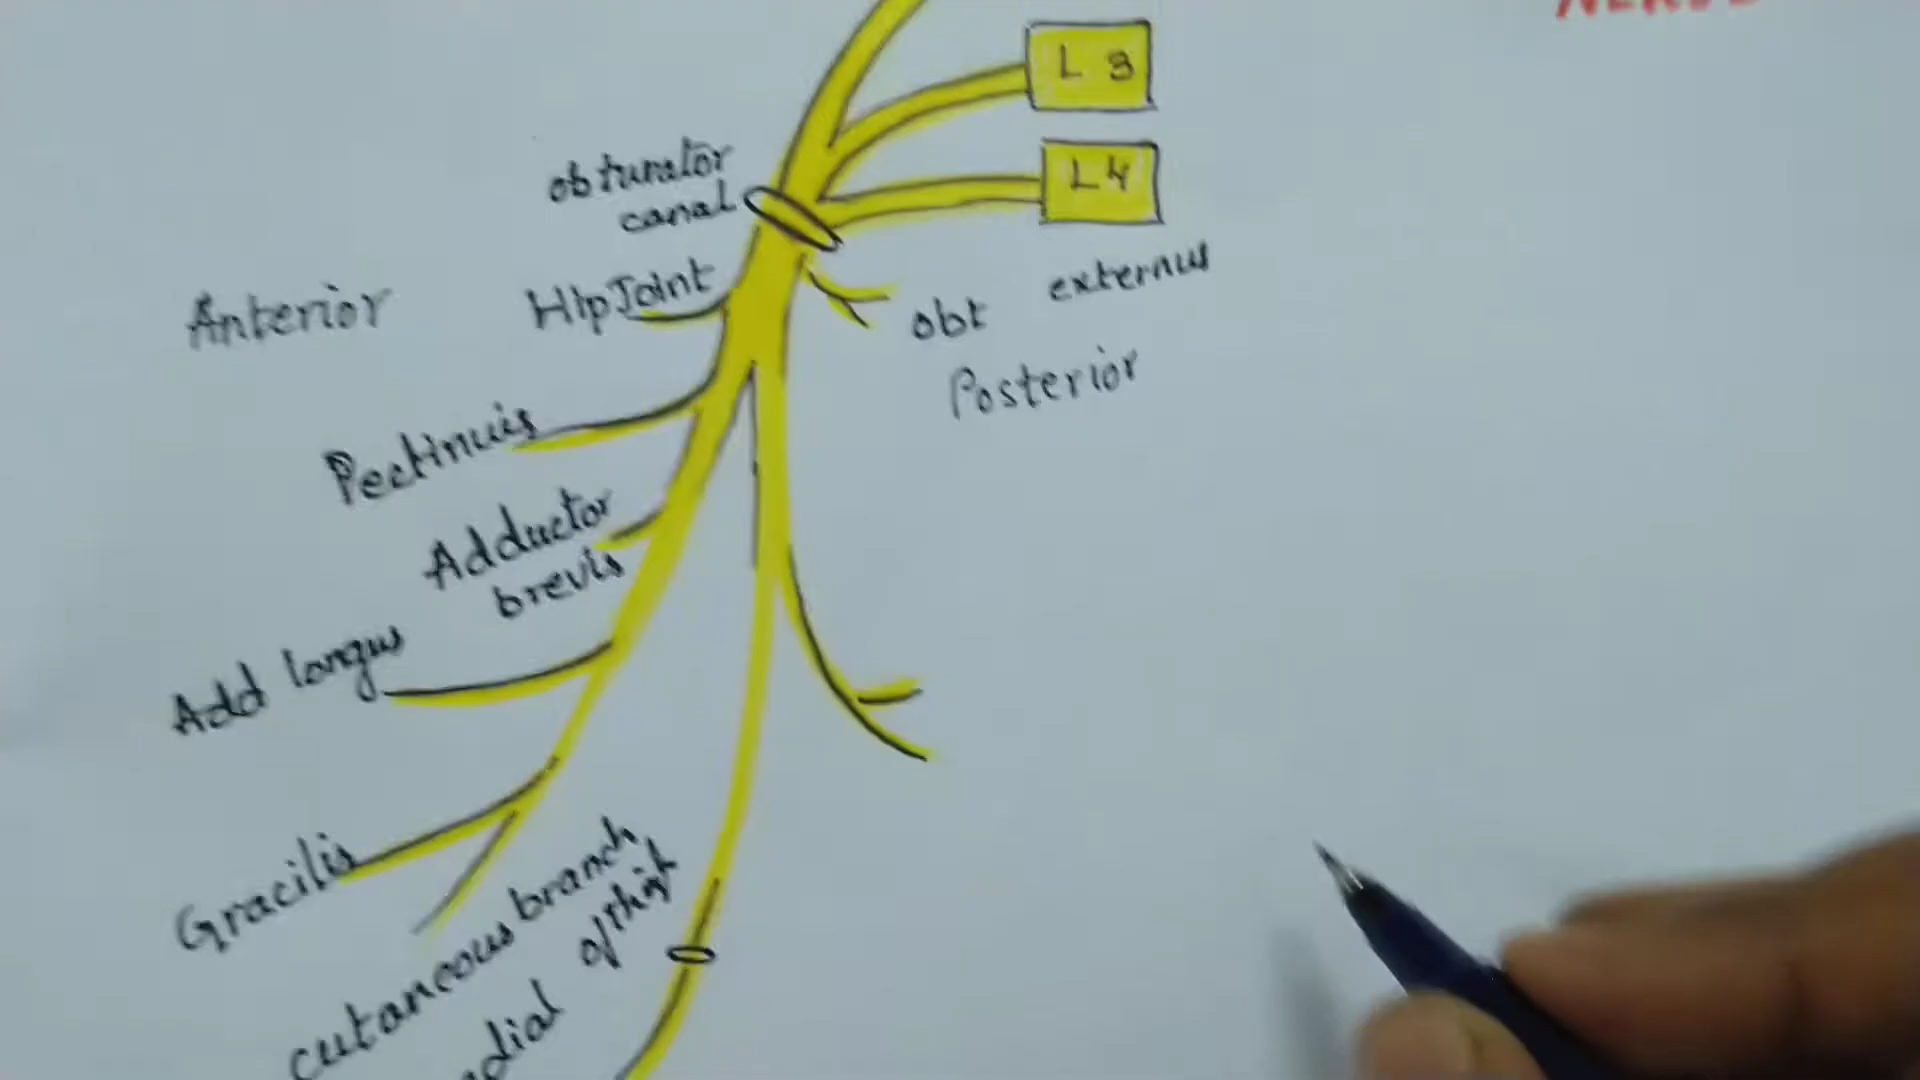 L 3
L 4
obturator
canal
Hip Joint
Anterior
obt externus
Posterior
Pectinuis
Adductor
brevis
Add longus
Gracilis
cutaneous branch
of thigh